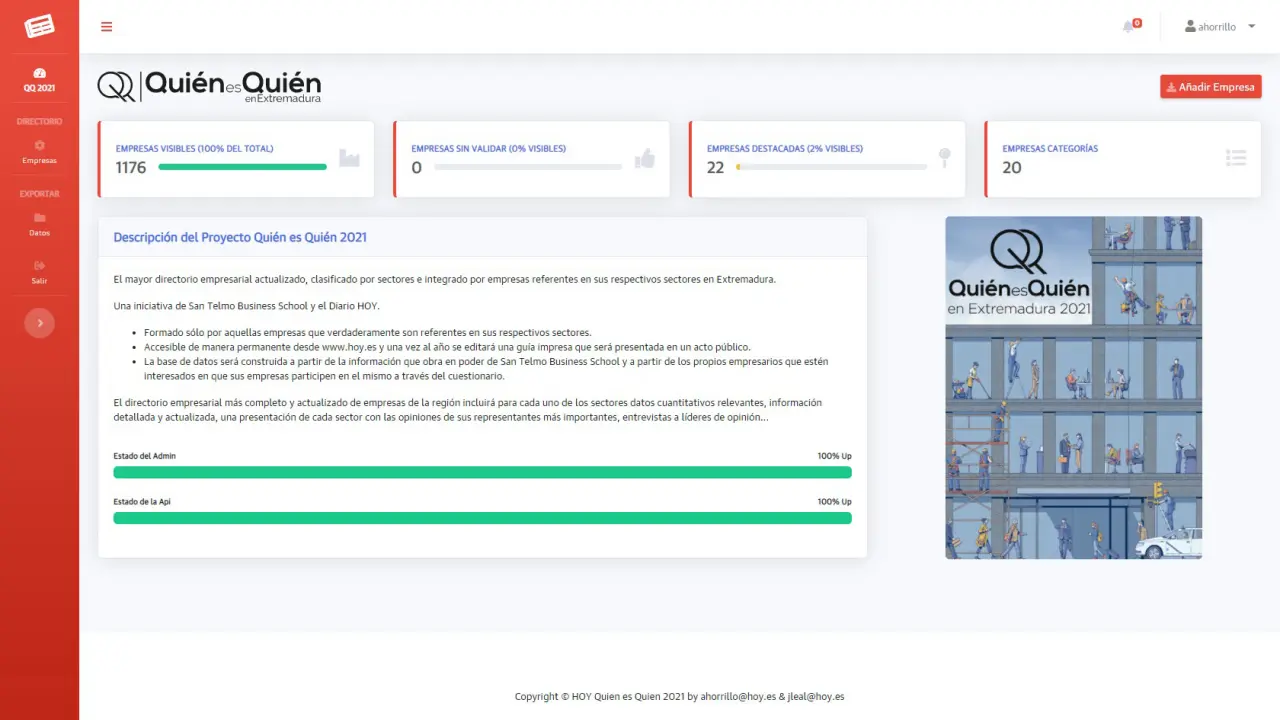 0
ahorrillo
QQ 2021
DIRECTORIO
Empresas
EXPORTAR
Datos
Salir
QQ | QuiénesQuién
enExtremadura
Añadir Empresa
EMPRESAS VISIBLES (100% DEL TOTAL)
1176
EMPRESAS SIN VALIDAR (0% VISIBLES)
0
EMPRESAS DESTACADAS (2% VISIBLES)
22
EMPRESAS CATEGORÍAS
20
Descripción del Proyecto Quién es Quién 2021
El mayor directorio empresarial actualizado, clasificado por sectores e integrado por empresas referentes en sus respectivos sectores en Extremadura.
Una iniciativa de San Telmo Business School y el Diario HOY.
• Formado sólo por aquellas empresas que verdaderamente son referentes en sus respectivos sectores.
• Accesible de manera permanente desde www.hoy.es y una vez al año se editará una guía impresa que será presentada en un acto público.
• La base de datos será construida a partir de la información que obra en poder de San Telmo Business School y a partir de los propios empresarios que estén
interesados en que sus empresas participen en el mismo a través del cuestionario.
El directorio empresarial más completo y actualizado de empresas de la región incluirá para cada uno de los sectores datos cuantitativos relevantes, información
detallada y actualizada, una presentación de cada sector con las opiniones de sus representantes más importantes, entrevistas a líderes de opinión...
Estado del Admin 100% Up
Estado de la Api 100% Up
QQ
QuiénesQuién
en Extremadura 2021
Copyright © HOY Quien es Quien 2021 by ahorrillo@hoy.es & jleal@hoy.es